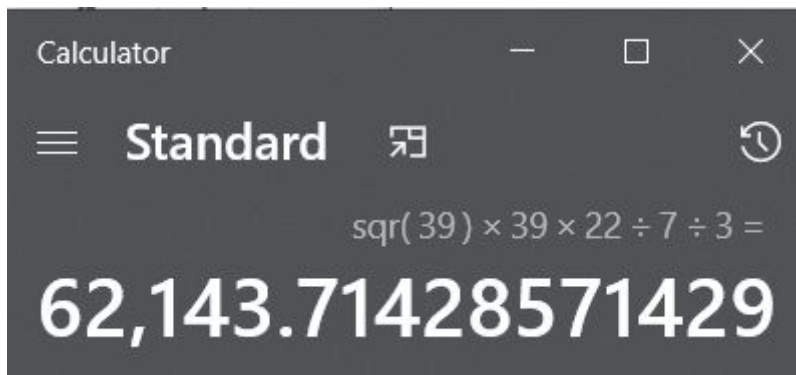 Calculator
Standard
sqr( 39 ) × 39 × 22 ÷ 7 ÷ 3 =
62,143.71428571429